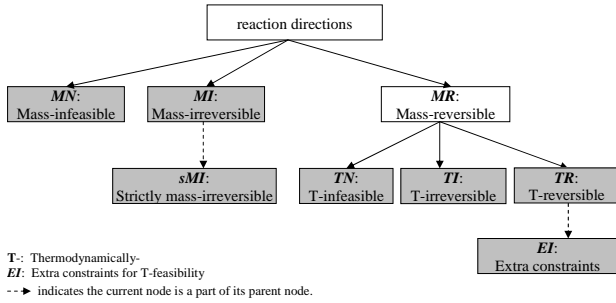 reaction directions
MN:
Mass-infeasible
MI:
Mass-irreversible
MR:
Mass-reversible
sMI:
Strictly mass-irreversible
TN:
T-infeasible
TI:
T-irreversible
TR:
T-reversible
EI:
Extra constraints
T-: Thermodynamically-
EI: Extra constraints for T-feasibility
indicates the current node is a part of its parent node.